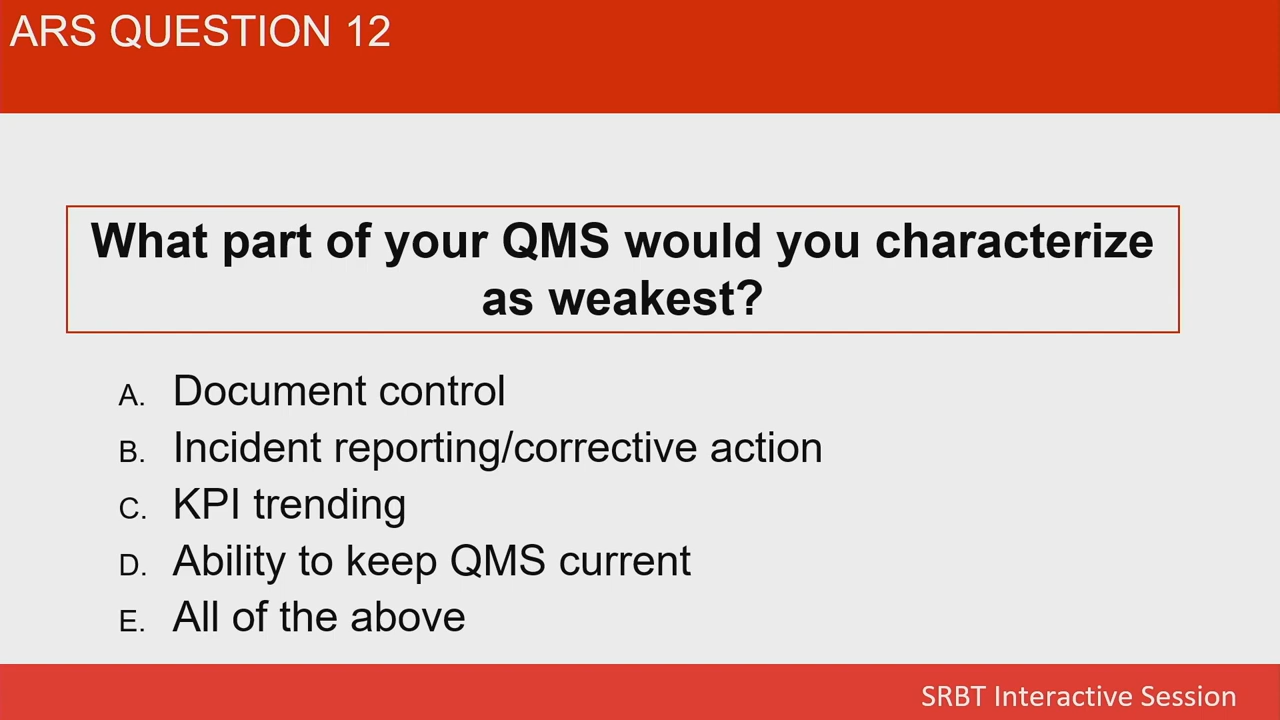 ARS QUESTION 12
What part of your QMS would you characterize
as weakest?
A. Document control
B. Incident reporting/corrective action
C. KPI trending
D. Ability to keep QMS current
E. All of the above
SRBT Interactive Session